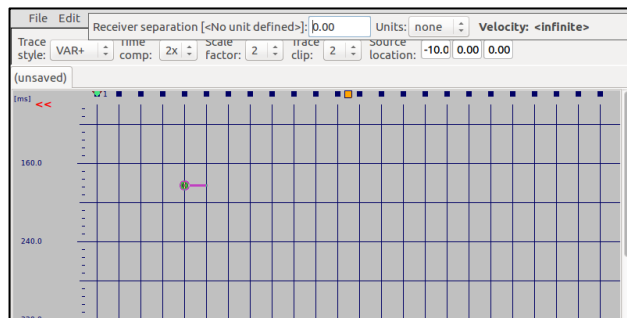 File Edit
Receiver separation [<No unit defined>]: 0.00 Units: none Velocity: <infinite>
Trace style: VAR+ Time comp: 2x Scale factor: 2 Trace clip: 2 Source location: -10.0 0.00 0.00
(unsaved)
[ms] <<
1
160.0
240.0
320.0